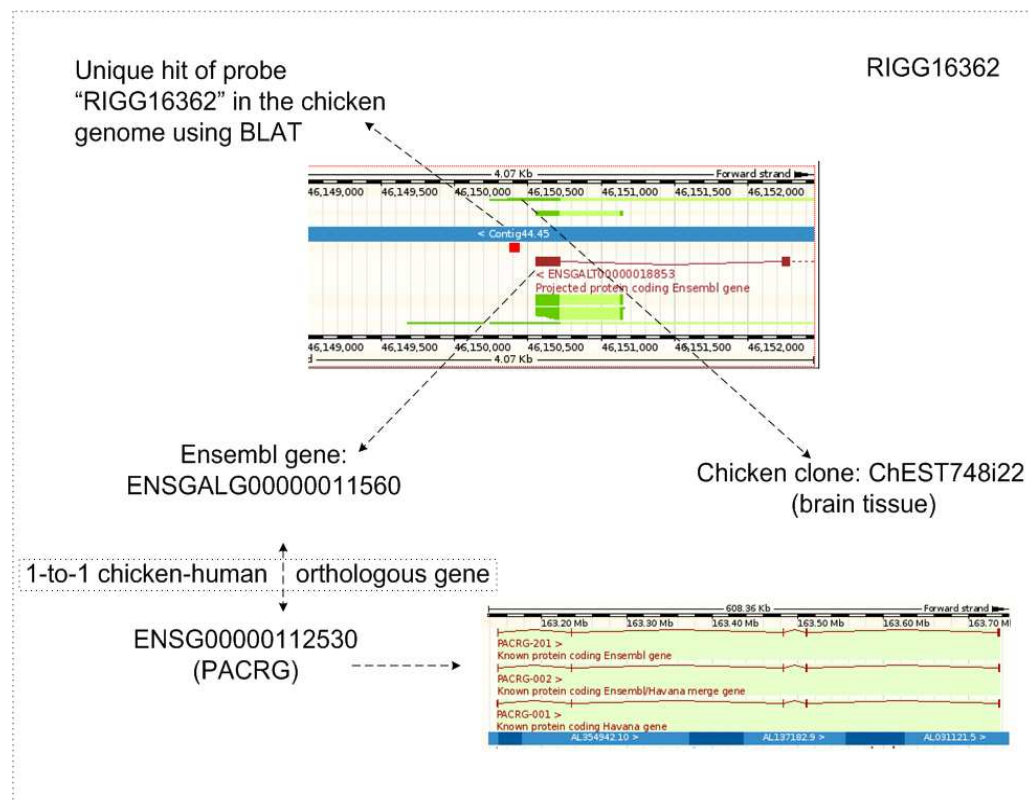 Unique hit of probe
RIGG16362
"RIGG16362" in the chicken
genome using BLAT
4.07 Kb
Forward strand
46,149,000 46,149,500 46,150,000 46,150,500 46,151,000 46,151,500 46,152,000
< Contig44.45
< ENSGALT00000018853
Projected protein coding Ensembl gene
46,149,000 46,149,500 46,150,000 46,150,500 46,151,000 46,151,500 46,152,000
4.07 Kb
Ensembl gene:
ENSGALG00000011560
Chicken clone: ChEST748i22
(brain tissue)
1-to-1 chicken-human orthologous gene
ENSG00000112530
(PACRG)
608.36 Kb
Forward strand
163.20 Mb 163.30 Mb 163.40 Mb 163.50 Mb 163.60 Mb 163.70 M
PACRG-201 >
Known protein coding Ensembl gene
PACRG-002 >
Known protein coding Ensembl/Havana merge gene
PACRG-001 >
Known protein coding Havana gene
AL354942.10 > AL137182.9 > AL031121.5 >